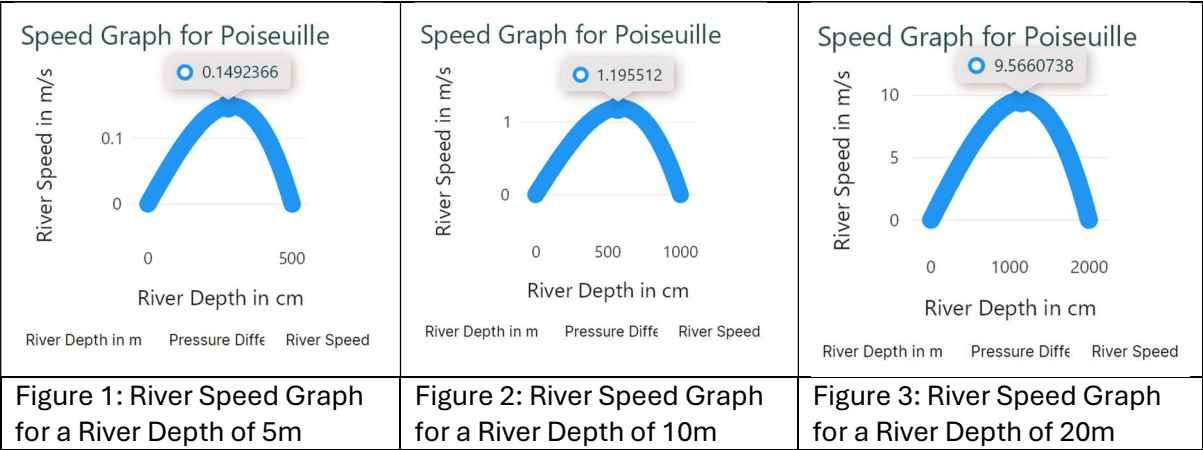 Speed Graph for Poiseuille
0.1492366
River Speed in m/s
0.1
0
0
500
River Depth in cm
River Depth in m
Pressure Diffe
River Speed
Figure 1: River Speed Graph
for a River Depth of 5m
Speed Graph for Poiseuille
1.195512
River Speed in m/s
1
0
0
500
1000
River Depth in cm
River Depth in m
Pressure Diffe
River Speed
Figure 2: River Speed Graph
for a River Depth of 10m
Speed Graph for Poiseuille
9.5660738
River Speed in m/s
10
5
0
0
1000
2000
River Depth in cm
River Depth in m
Pressure Diffe
River Speed
Figure 3: River Speed Graph
for a River Depth of 20m